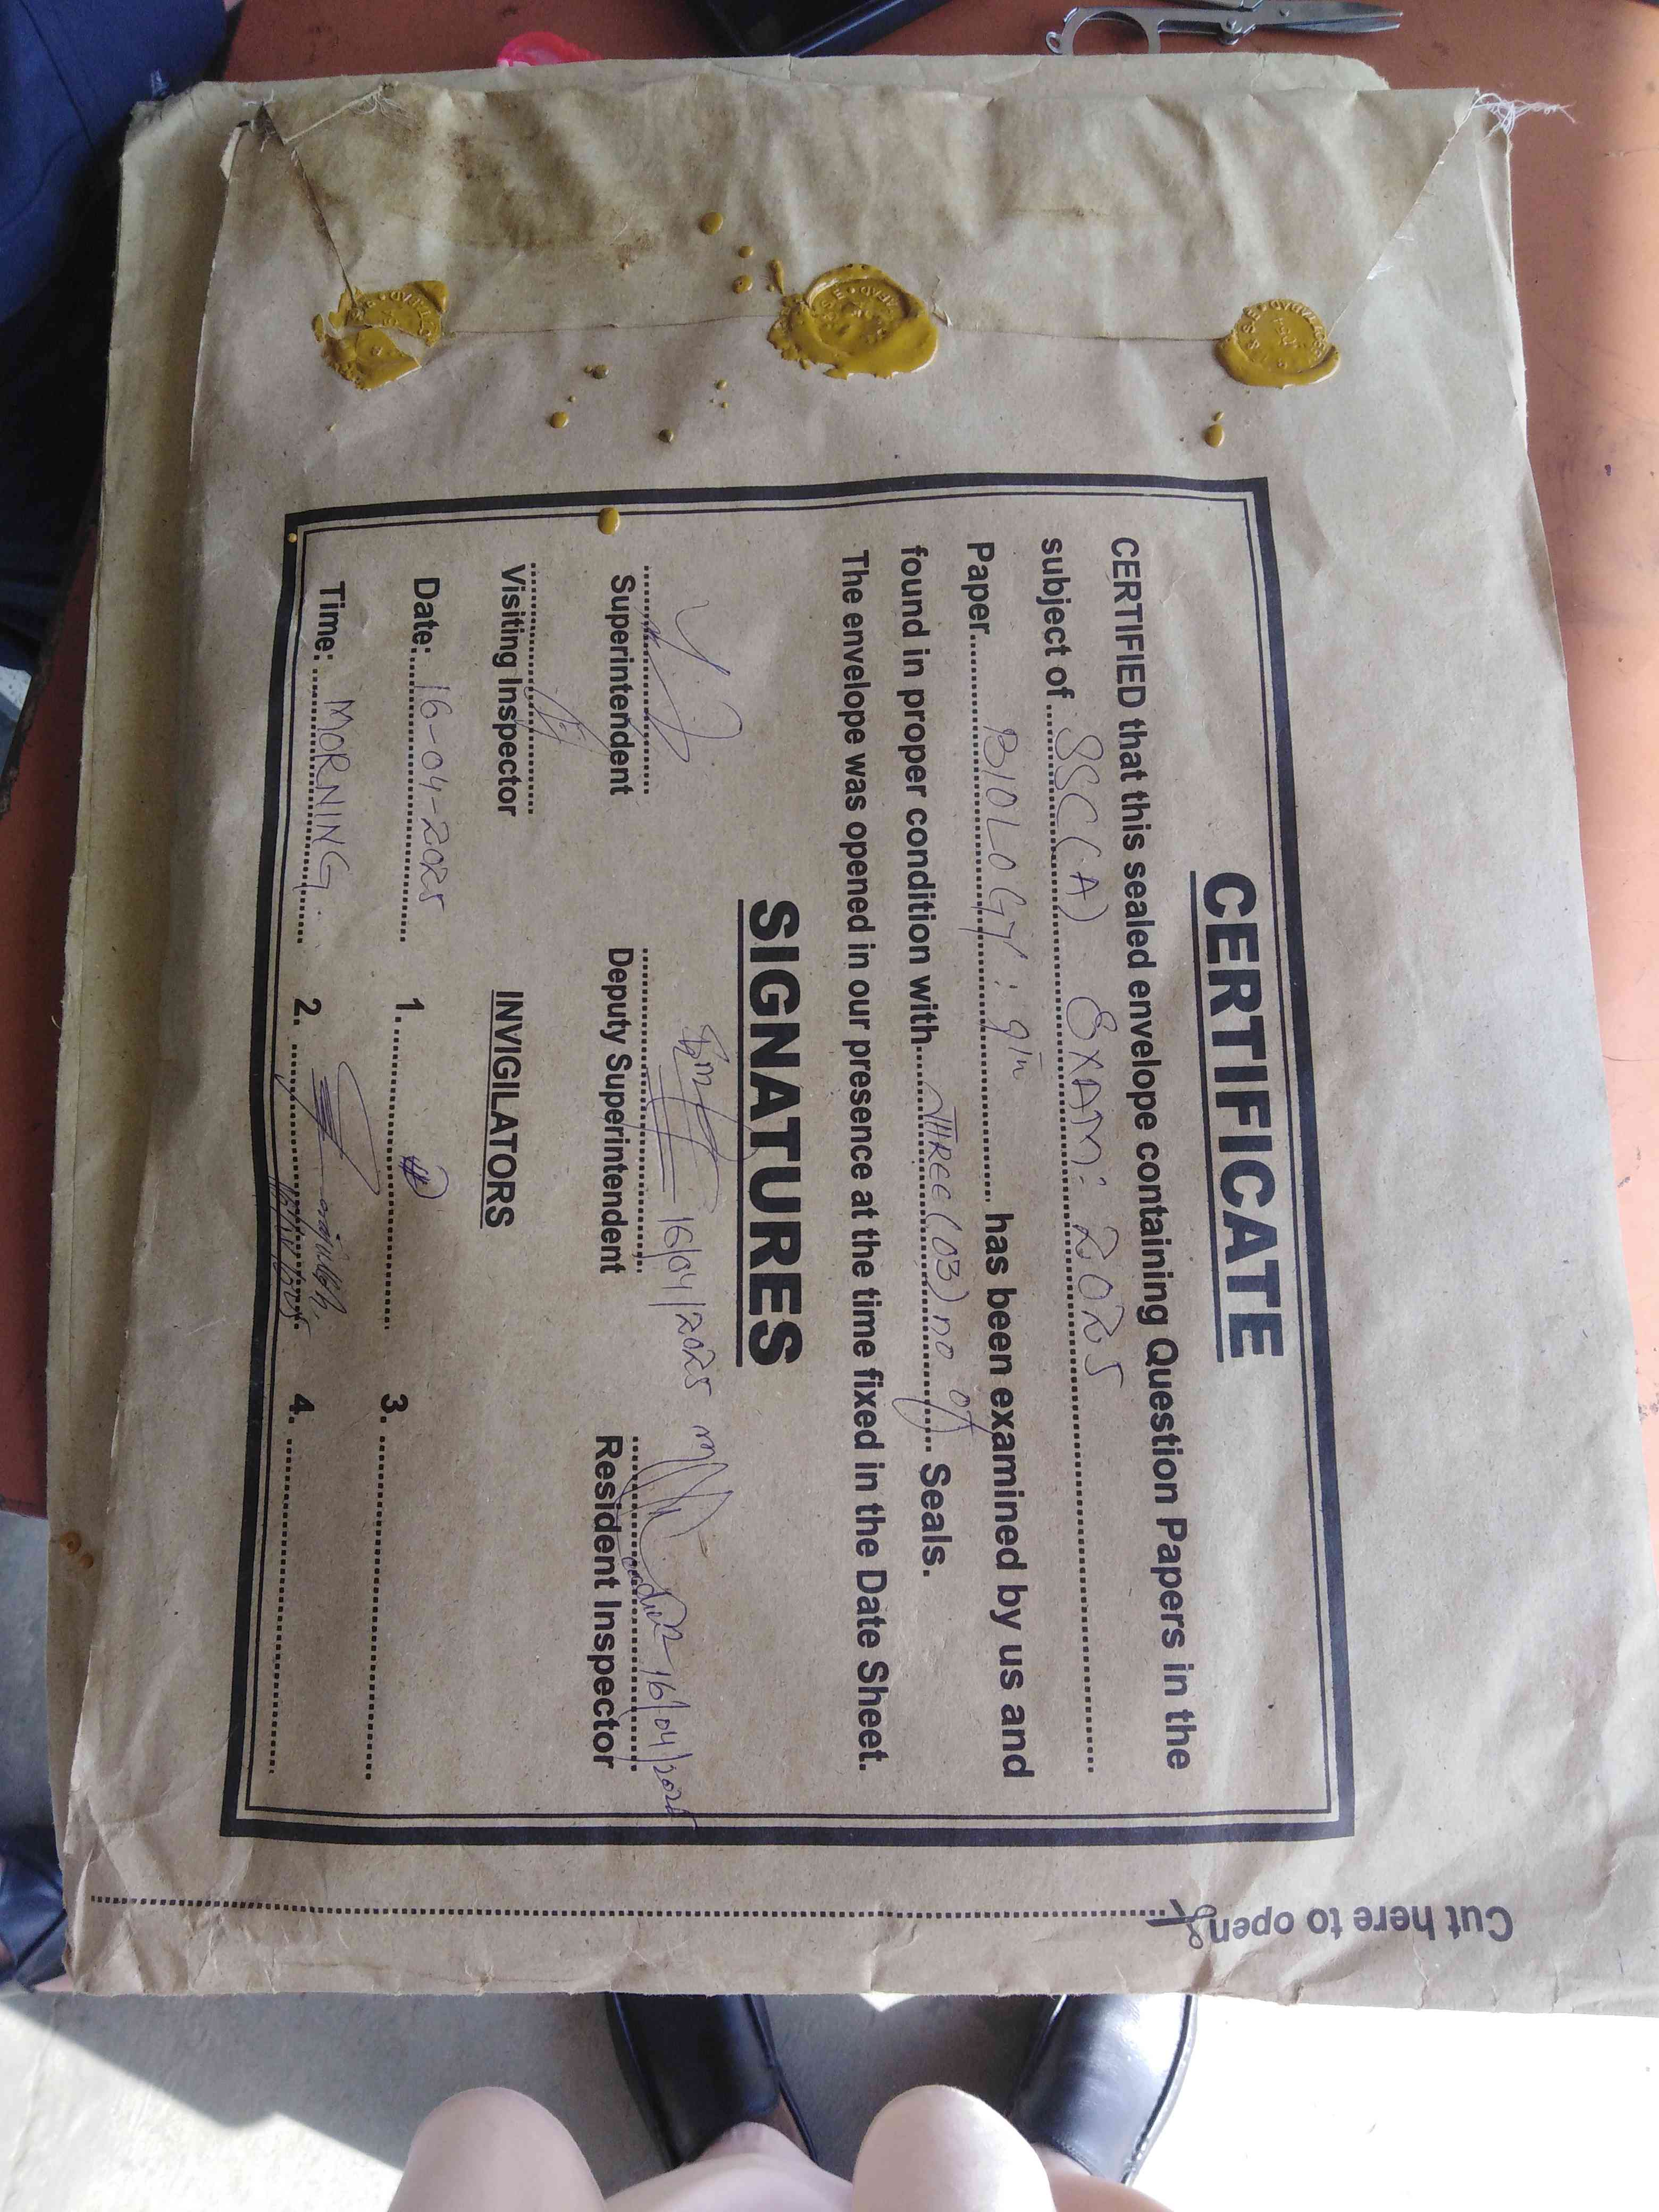 CERTIFICATE
CERTIFIED that this sealed envelope containing Question Papers in the
subject of SSC(A) EXAM: 2025
Paper BIOLOGY: 9th has been examined by us and
found in proper condition with THREE (03) no of Seals.
The envelope was opened in our presence at the time fixed in the Date Sheet.
SIGNATURES
16/04/2025 16/04/2025
Superintendent Deputy Superintendent Resident Inspector
Visiting Inspector INVIGILATORS
Date: 16-04-2025 1. 3.
Time: MORNING. 2. 4.
Cut here to open